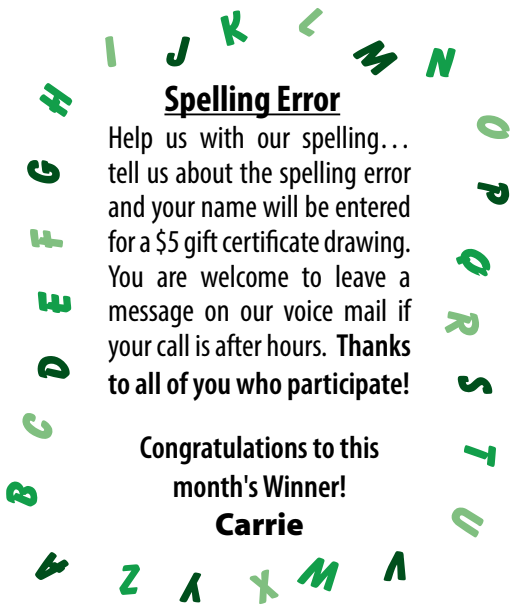 Spelling Error
Help us with our spelling…
tell us about the spelling error
and your name will be entered
for a $5 gift certificate drawing.
You are welcome to leave a
message on our voice mail if
your call is after hours. Thanks
to all of you who participate!
Congratulations to this
month's Winner!
Carrie
A
B
C
D
E
F
G
H
I
J
K
L
M
N
O
P
Q
R
S
T
U
V
W
X
Y
Z